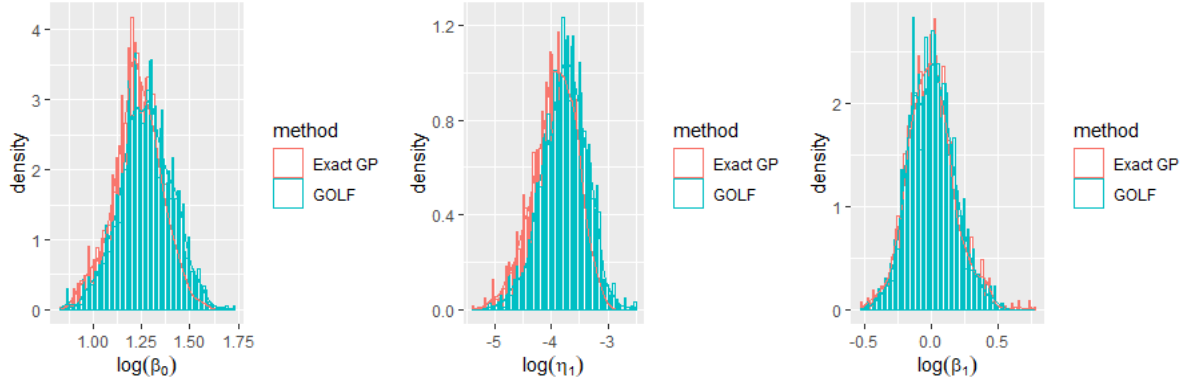 4
3
2
1
0
density
1.00 1.25 1.50 1.75
log(β₀)
method
Exact GP
GOLF
1.2
0.8
0.4
0.0
density
-5 -4 -3
log(η₁)
method
Exact GP
GOLF
2
1
0
density
-0.5 0.0 0.5
log(β₁)
method
Exact GP
GOLF